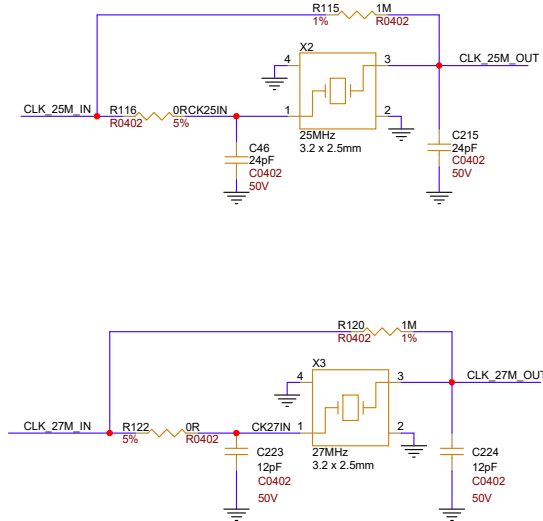 R115 1M
1% R0402
X2
4 3 CLK_25M_OUT
CLK_25M_IN R116 0RCK25IN 1 2
R0402 5%
25MHz
3.2 x 2.5mm
C46
24pF
C0402
50V
C215
24pF
C0402
50V
R120 1M
R0402 1%
X3
4 3 CLK_27M_OUT
CLK_27M_IN R122 0R CK27IN 1 2
5% R0402
27MHz
3.2 x 2.5mm
C223
12pF
C0402
50V
C224
12pF
C0402
50V